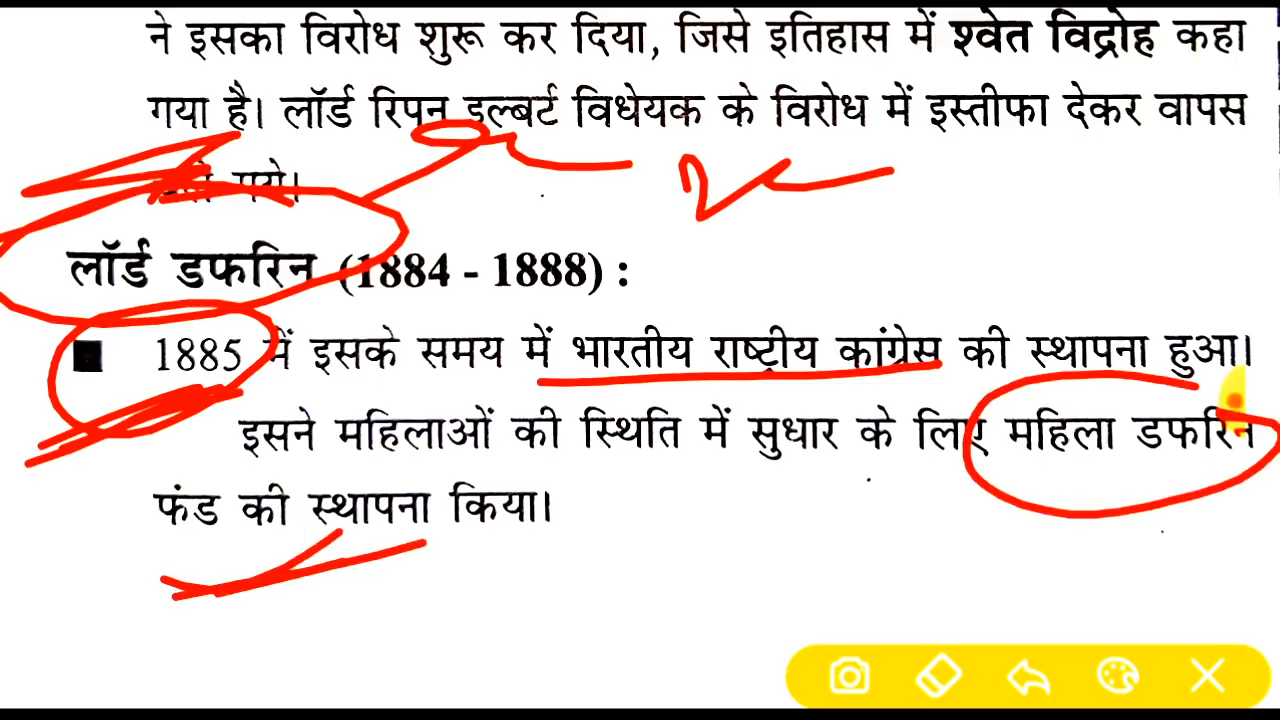 ने इसका विरोध शुरू कर दिया, जिसे इतिहास में श्वेत विद्रोह कहा
गया है। लॉर्ड रिपन इल्बर्ट विधेयक के विरोध में इस्तीफा देकर वापस
गये।
लॉर्ड डफरिन (1884 - 1888) :
■ 1885 में इसके समय में भारतीय राष्ट्रीय कांग्रेस की स्थापना हुआ।
इसने महिलाओं की स्थिति में सुधार के लिए महिला डफरिन
फंड की स्थापना किया।